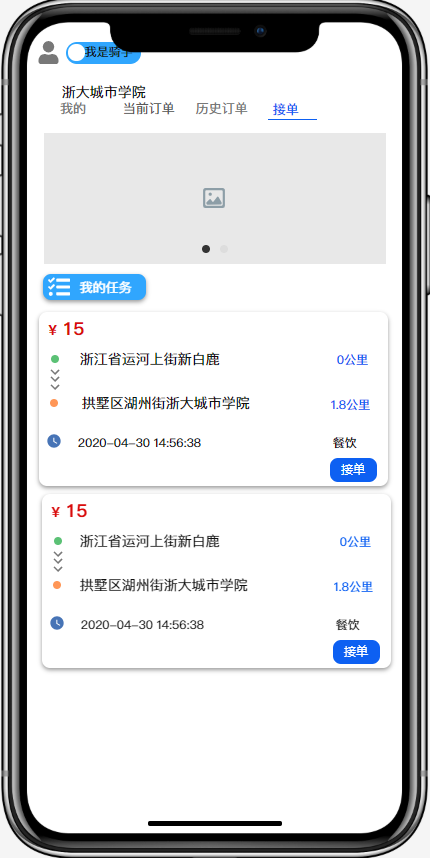 我是骑手
浙大城市学院
我的 当前订单 历史订单 接单
我的任务
¥ 15
浙江省运河上街新白鹿 0公里
拱墅区湖州街浙大城市学院 1.8公里
2020-04-30 14:56:38 餐饮
接单
¥ 15
浙江省运河上街新白鹿 0公里
拱墅区湖州街浙大城市学院 1.8公里
2020-04-30 14:56:38 餐饮
接单